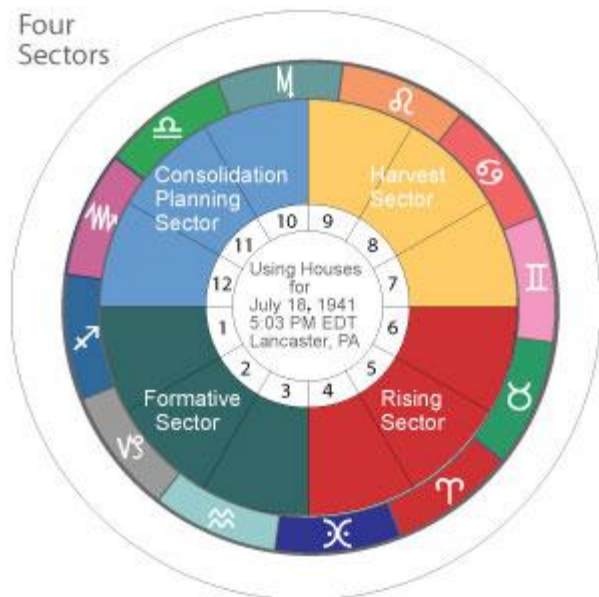 Four
Sectors
Consolidation
Planning
Sector
Harvest
Sector
10
9
11
8
12
7
1
6
2
5
3
4
Using Houses
for
July 18, 1941
5:03 PM EDT
Lancaster, PA
Formative
Sector
Rising
Sector
♏
♎
♍
♌
♋
♊
♉
♈
♓
♒
♑
♐